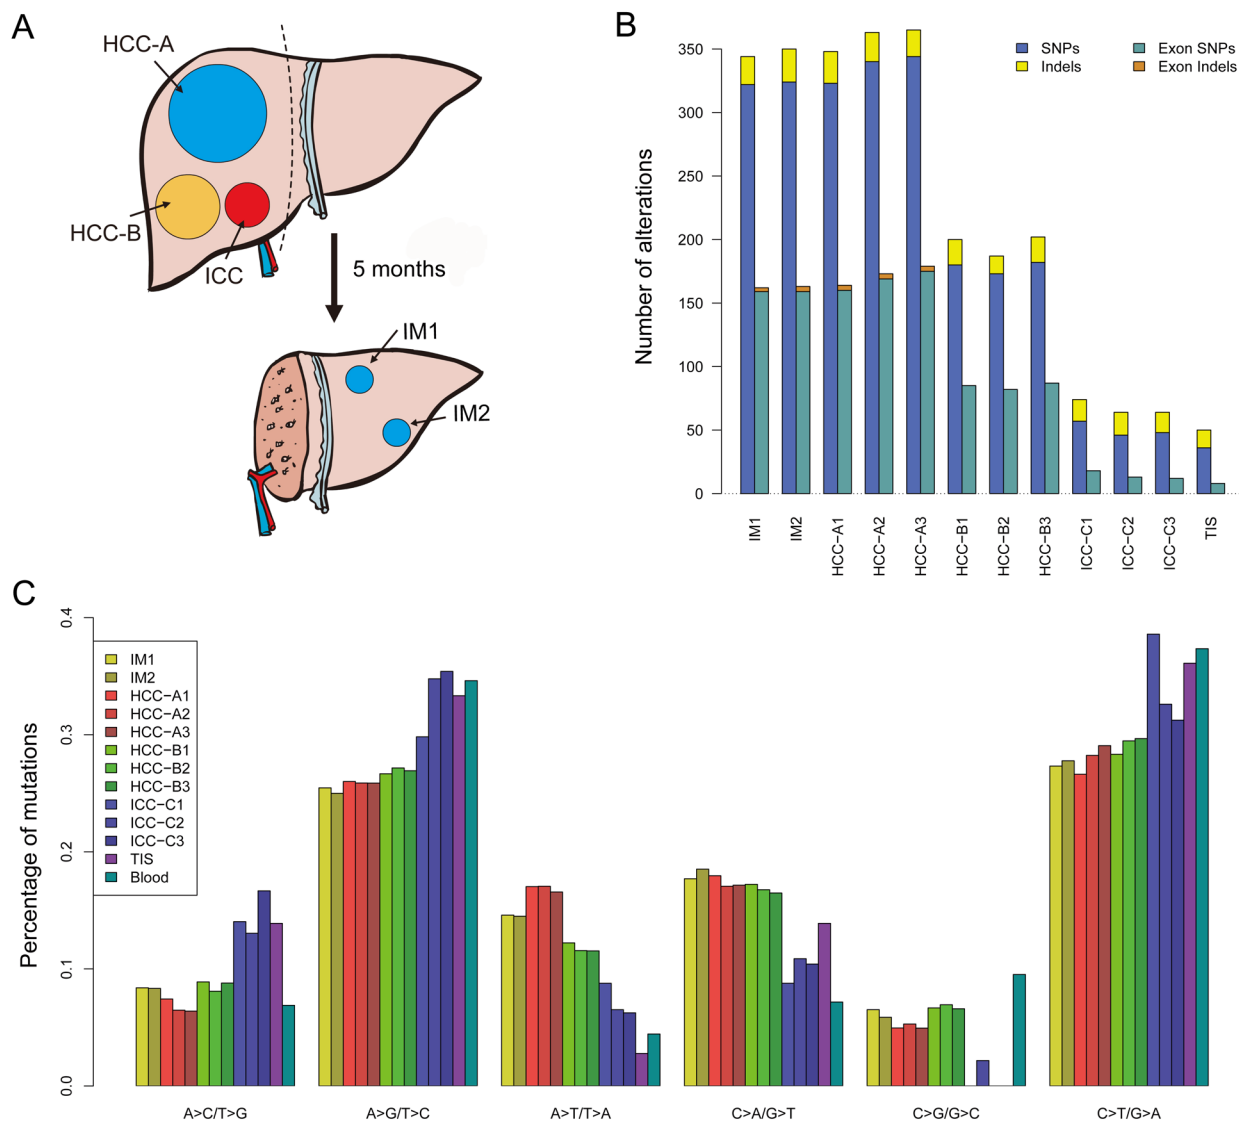 A
HCC-A
HCC-B
ICC
5 months
IM1
IM2
B
Number of alterations
350
300
250
200
150
100
50
0
SNPs
Indels
Exon SNPs
Exon Indels
IM1
IM2
HCC−A1
HCC−A2
HCC−A3
HCC−B1
HCC−B2
HCC−B3
ICC−C1
ICC−C2
ICC−C3
TIS
C
Percentage of mutations
0.4
0.3
0.2
0.1
0.0
IM1
IM2
HCC−A1
HCC−A2
HCC−A3
HCC−B1
HCC−B2
HCC−B3
ICC−C1
ICC−C2
ICC−C3
TIS
Blood
A>C/T>G
A>G/T>C
A>T/T>A
C>A/G>T
C>G/G>C
C>T/G>A